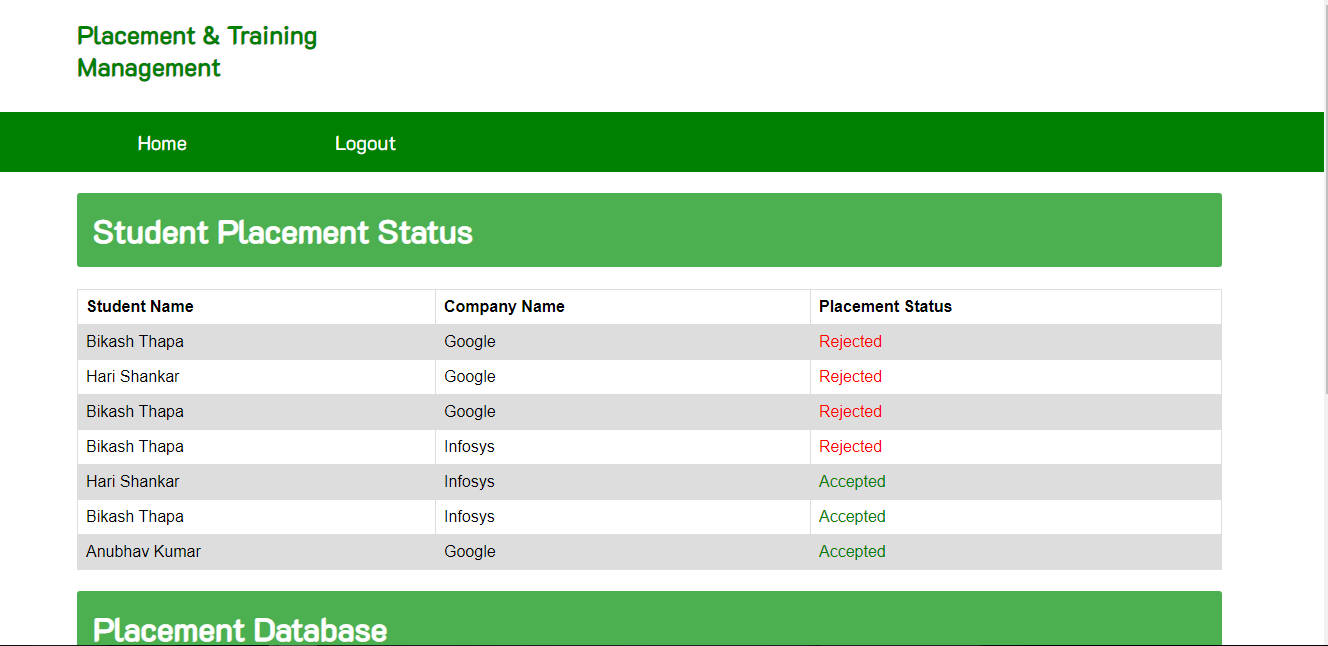 Placement & Training
Management
Home Logout
Student Placement Status
Student Name Company Name Placement Status
Bikash Thapa Google Rejected
Hari Shankar Google Rejected
Bikash Thapa Google Rejected
Bikash Thapa Infosys Rejected
Hari Shankar Infosys Accepted
Bikash Thapa Infosys Accepted
Anubhav Kumar Google Accepted
Placement Database